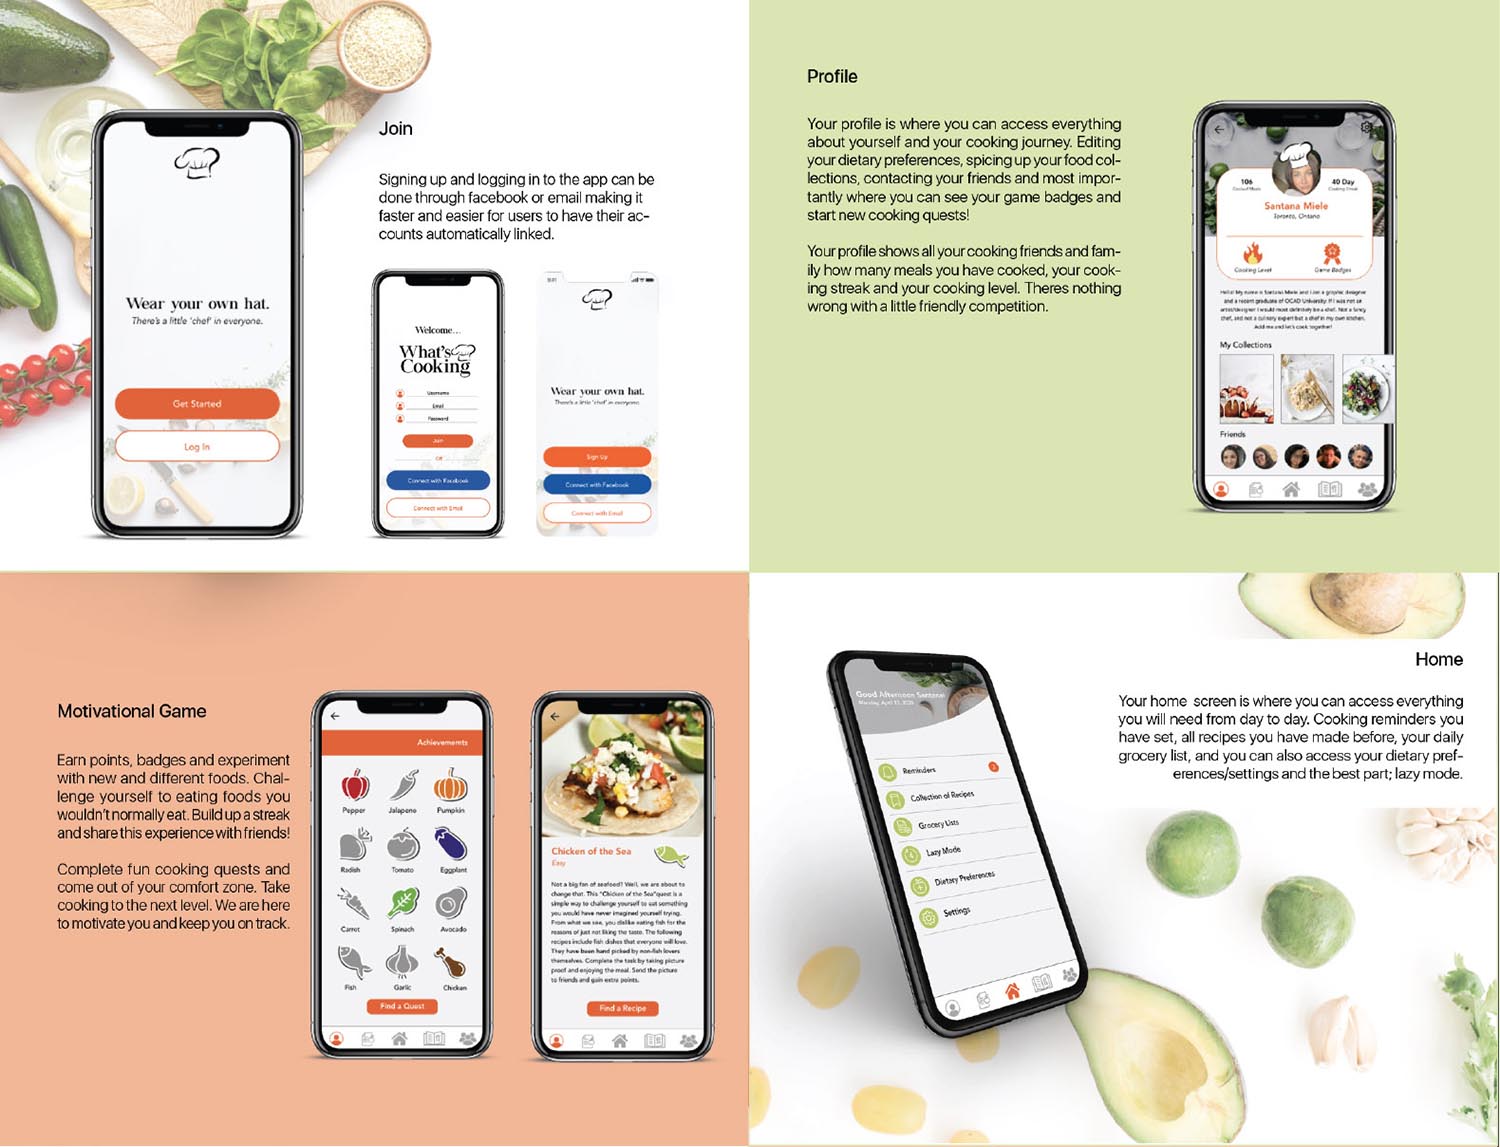 Join
Signing up and logging in to the app can be
done through facebook or email making it
faster and easier for users to have their ac-
counts automatically linked.
Wear your own hat.
There's a little 'chef' in everyone.
Get Started
Log In
Welcome...
What's
Cooking
Username
Email
Password
Join
or
Connect with Facebook
Connect with Email
9:41
Wear your own hat.
There's a little 'chef' in everyone.
Sign Up
Connect with Facebook
Connect with Email
Profile
Your profile is where you can access everything
about yourself and your cooking journey. Editing
your dietary preferences, spicing up your food col-
lections, contacting your friends and most impor-
tantly where you can see your game badges and
start new cooking quests!
Your profile shows all your cooking friends and fam-
ily how many meals you have cooked, your cook-
ing streak and your cooking level. Theres nothing
wrong with a little friendly competition.
106
Cooked Meals
40 Day
Cooking Streak
Santana Miele
Toronto, Ontario
Cooking Level
Game Badges
Hello! My name is Santana Miele and I am a graphic designer
and a recent graduate of OCAD University. If I was not an
artist/designer I would most definitely be a chef. Not a fancy
chef, and not a culinary expert but a chef in my own kitchen.
Add me and let's cook together!
My Collections
Friends
Motivational Game
Earn points, badges and experiment
with new and different foods. Chal-
lenge yourself to eating foods you
wouldn't normally eat. Build up a streak
and share this experience with friends!
Complete fun cooking quests and
come out of your comfort zone. Take
cooking to the next level. We are here
to motivate you and keep you on track.
Achievememts
Pepper
Jalapeno
Pumpkin
Radish
Tomato
Eggplant
Carrot
Spinach
Avocado
Fish
Garlic
Chicken
Find a Quest
Chicken of the Sea
Easy
Not a big fan of seafood? Well, we are about to
change that. This "Chicken of the Sea"quest is a
simple way to challenge yourself to eat something
you would have never imagined yourself trying.
From what we see, you dislike eating fish for the
reasons of just not liking the taste. The following
recipes include fish dishes that everyone will love.
They have been hand picked by non-fish lovers
themselves. Complete the task by taking picture
proof and enjoying the meal. Send the picture
to friends and gain extra points.
Find a Recipe
Home
Your home screen is where you can access everything
you will need from day to day. Cooking reminders you
have set, all recipes you have made before, your daily
grocery list, and you can also access your dietary pref-
erences/settings and the best part; lazy mode.
Good Afternoon Santana!
Monday, April 13, 2020
Reminders
Collection of Recipes
Grocery Lists
Lazy Mode
Dietary Preferences
Settings